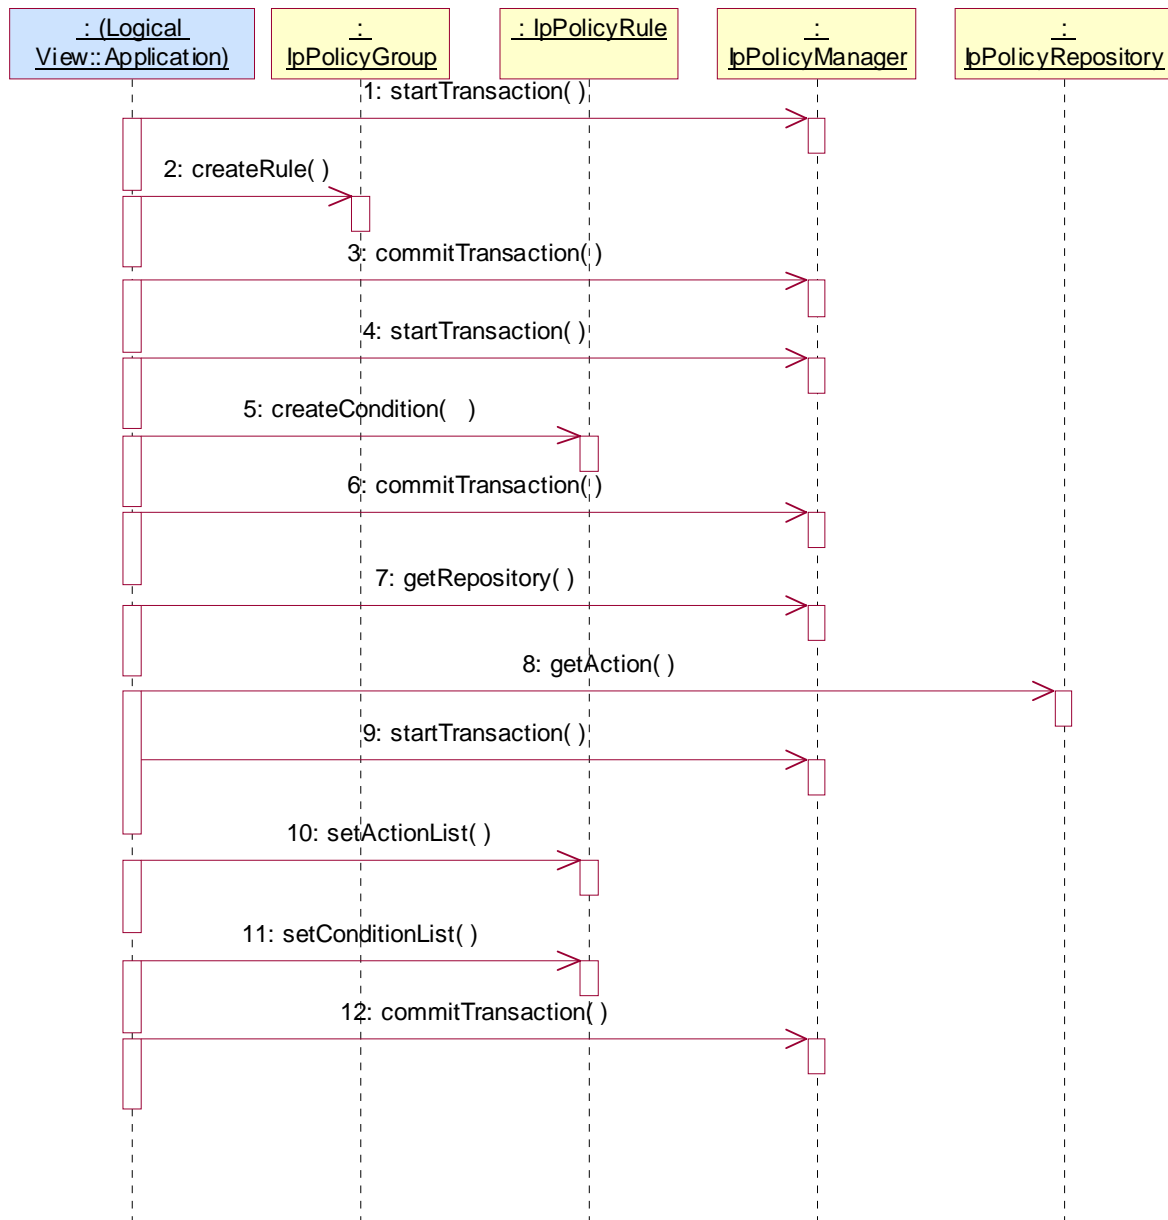 : (Logical
View::Application)
:
IpPolicyGroup
: IpPolicyRule
:
IpPolicyManager
:
IpPolicyRepository
1: startTransaction( )
2: createRule( )
3: commitTransaction( )
4: startTransaction( )
5: createCondition(   )
6: commitTransaction( )
7: getRepository( )
8: getAction( )
9: startTransaction( )
10: setActionList( )
11: setConditionList( )
12: commitTransaction( )